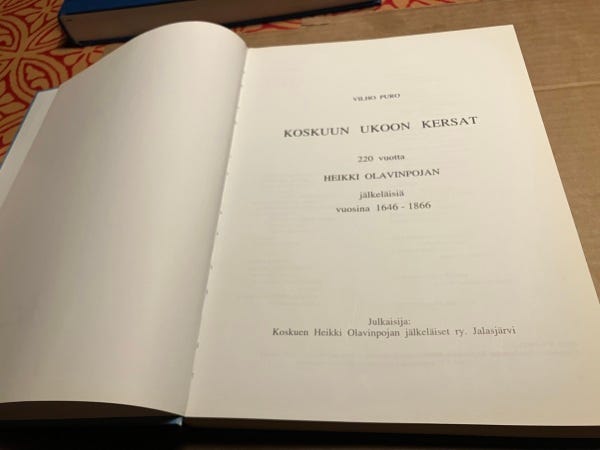 VILHO PURO
KOSKUUN UKOON KERSAT
220 vuotta
HEIKKI OLAVINPOJAN
jälkeläisiä
vuosina 1646 - 1866
Julkaisija:
Koskuen Heikki Olavinpojan jälkeläiset ry. Jalasjärvi